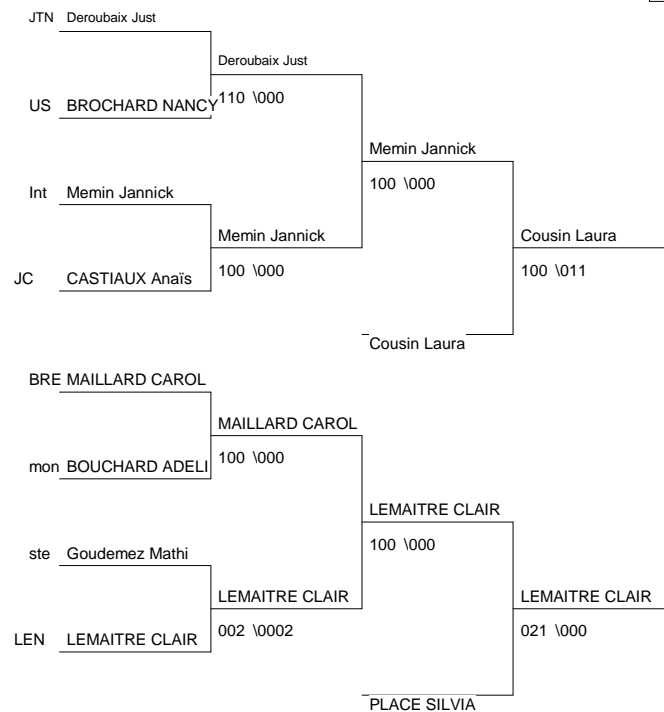 JTN Deroubaix Just
Deroubaix Just
US BROCHARD NANCY 110 \000
Memin Jannick
100 \000
Int Memin Jannick
Memin Jannick
Cousin Laura
JC CASTIAUX Anaïs 100 \000
100 \011
Cousin Laura
BRE MAILLARD CAROL
MAILLARD CAROL
mon BOUCHARD ADELI 100 \000
LEMAITRE CLAIR
100 \000
ste Goudemez Mathi
LEMAITRE CLAIR
LEMAITRE CLAIR
LEN LEMAITRE CLAIR 002 \0002
021 \000
PLACE SILVIA